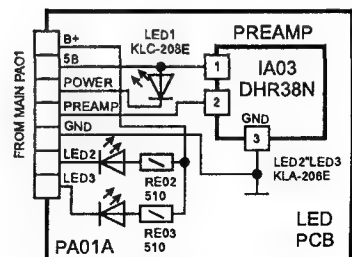 LED1
KLC-208E
PREAMP
FROM MAIN PA01
B+
5B
POWER
PREAMP
GND
LED2
LED3
1
2
IA03
DHR38N
GND
3
RE02
510
RE03
510
LED2"LED3
KLA-206E
PA01A
LED
PCB